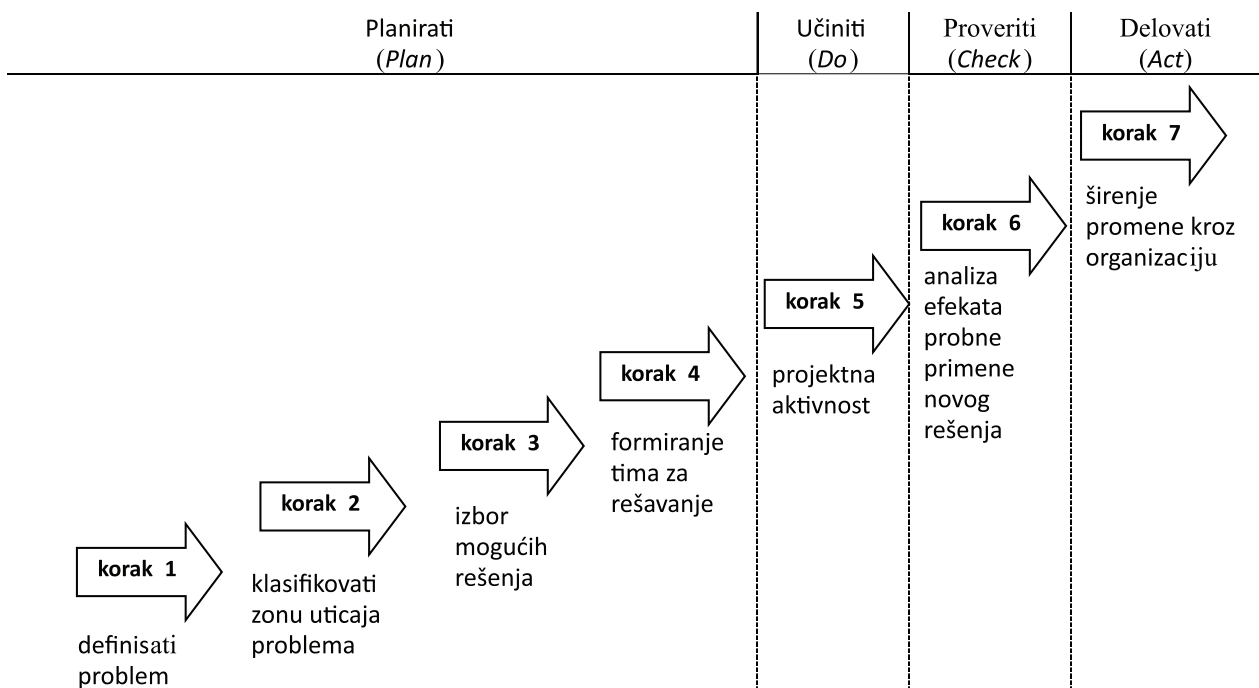 Planirati
(Plan)
Učiniti
(Do)
Proveriti
(Check)
Delovati
(Act)
korak 1
definisati
problem
korak 2
klasifikovati
zonu uticaja
problema
korak 3
izbor
mogućih
rešenja
korak 4
formiranje
tima za
rešavanje
korak 5
projektna
aktivnost
korak 6
analiza
efekata
probne
primene
novog
rešenja
korak 7
širenje
promene kroz
organizaciju